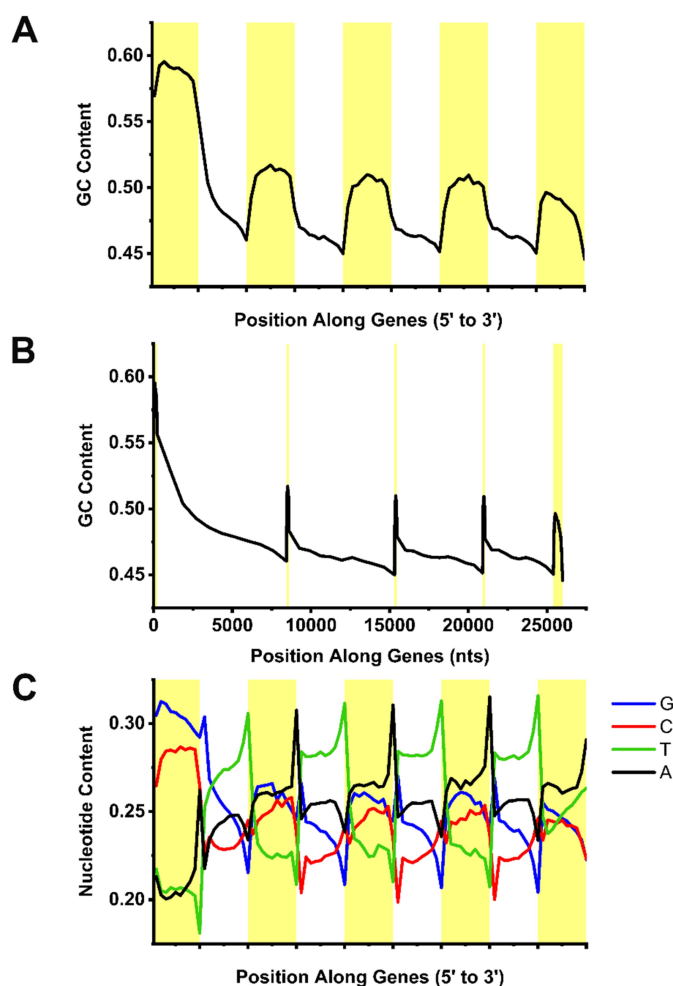 A
GC Content
0.60
0.55
0.50
0.45
Position Along Genes (5' to 3')
B
GC Content
0.60
0.55
0.50
0.45
0 5000 10000 15000 20000 25000
Position Along Genes (nts)
C
Nucleotide Content
0.30
0.25
0.20
G
C
T
A
Position Along Genes (5' to 3')